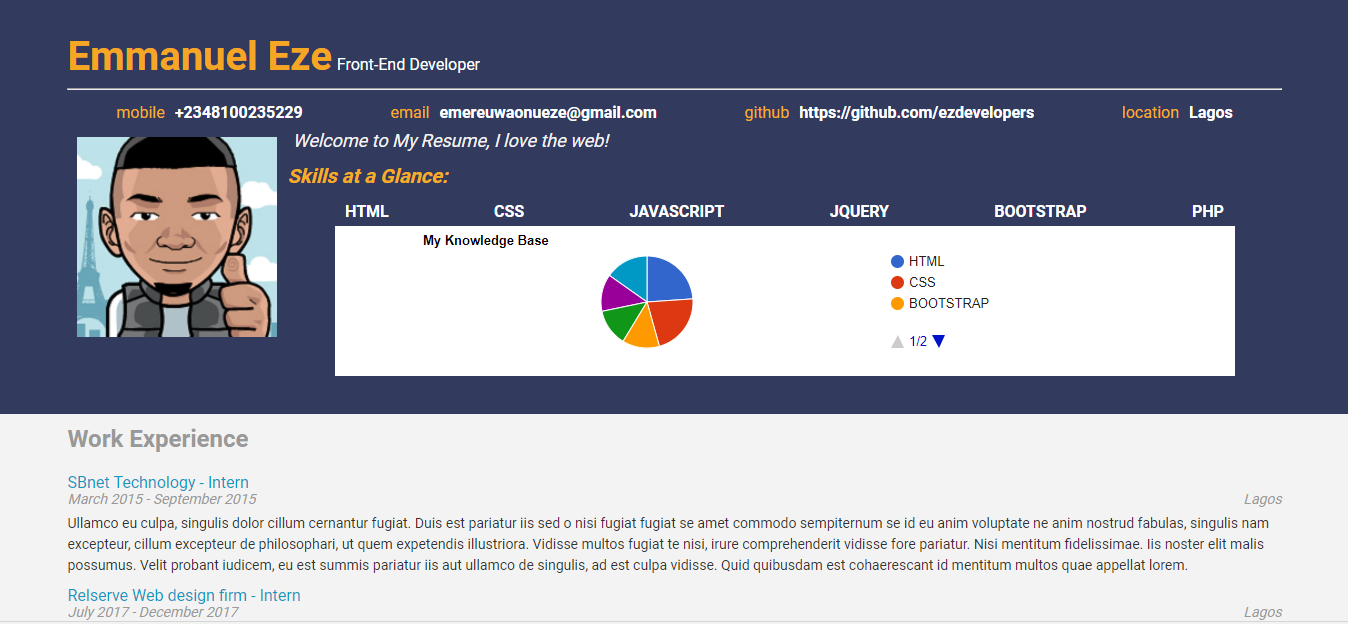 Emmanuel Eze Front-End Developer
mobile +2348100235229 email emereuwaonueze@gmail.com github https://github.com/ezdevelopers location Lagos
Welcome to My Resume, I love the web!
Skills at a Glance:
HTML CSS JAVASCRIPT JQUERY BOOTSTRAP PHP
My Knowledge Base
HTML
CSS
BOOTSTRAP
1/2
Work Experience
SBnet Technology - Intern
March 2015 - September 2015 Lagos
Ullamco eu culpa, singulis dolor cillum cernantur fugiat. Duis est pariatur iis sed o nisi fugiat fugiat se amet commodo sempiternum se id eu anim voluptate ne anim nostrud fabulas, singulis nam
excepteur, cillum excepteur de philosophari, ut quem expetendis illustriora. Vidisse multos fugiat te nisi, irure comprehenderit vidisse fore pariatur. Nisi mentitum fidelissimae. Iis noster elit malis
possumus. Velit probant iudicem, eu est summis pariatur iis aut ullamco de singulis, ad est culpa vidisse. Quid quibusdam est cohaerescant id mentitum multos quae appellat lorem.
Relserve Web design firm - Intern
July 2017 - December 2017 Lagos